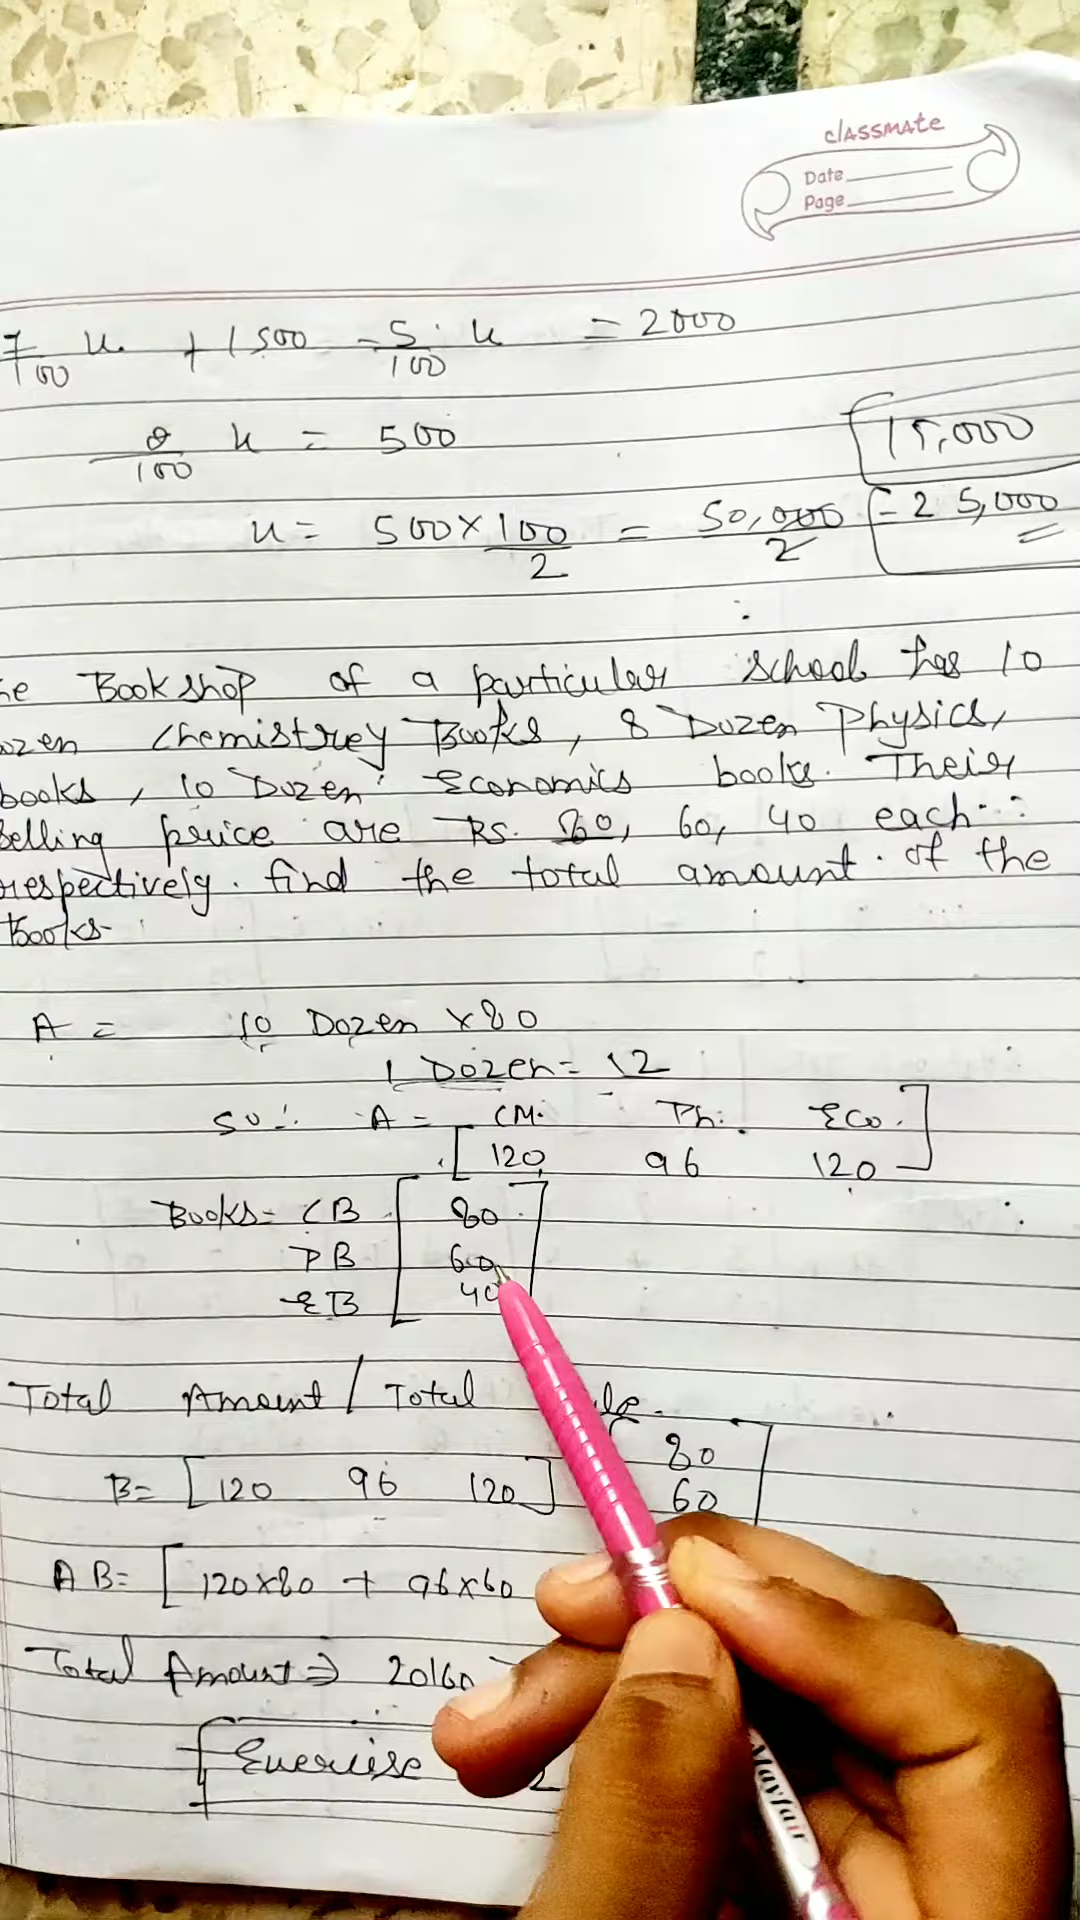 classmate
Date
Page
7/100 x + 1500 - 5/100 x = 2000
2/100 x = 500
15,000
x = 500 × 100/2 = 50,000/2 = 25,000
Bookshop of a particular school has 10
Chemistrey Books, 8 Dozen Physics,
books, 10 Dozen Economics books. Their
selling price are Rs. 80, 60, 40 each
respectively. find the total amount. of the
Books.
A = 10 Dozen × 80
1 Dozen = 12
So ∴ A = CM. Ph. Eco.
[120 96 120]
Books = CB [80
PB 60
EB 40]
Total Amount / Total
80
B = [120 96 120] 60
AB = [120×80 + 96×60
Total Amount ⇒ 20160
Exercise
Mayfair